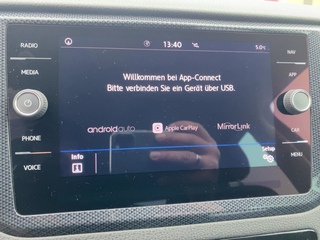 RADIO
13:40
5.0°C
NAV
MEDIA
APP
Willkommen bei App-Connect
Bitte verbinden Sie ein Gerät über USB.
androidauto
Apple CarPlay
MirrorLink
PHONE
CAR
Info
Setup
VOICE
MENU